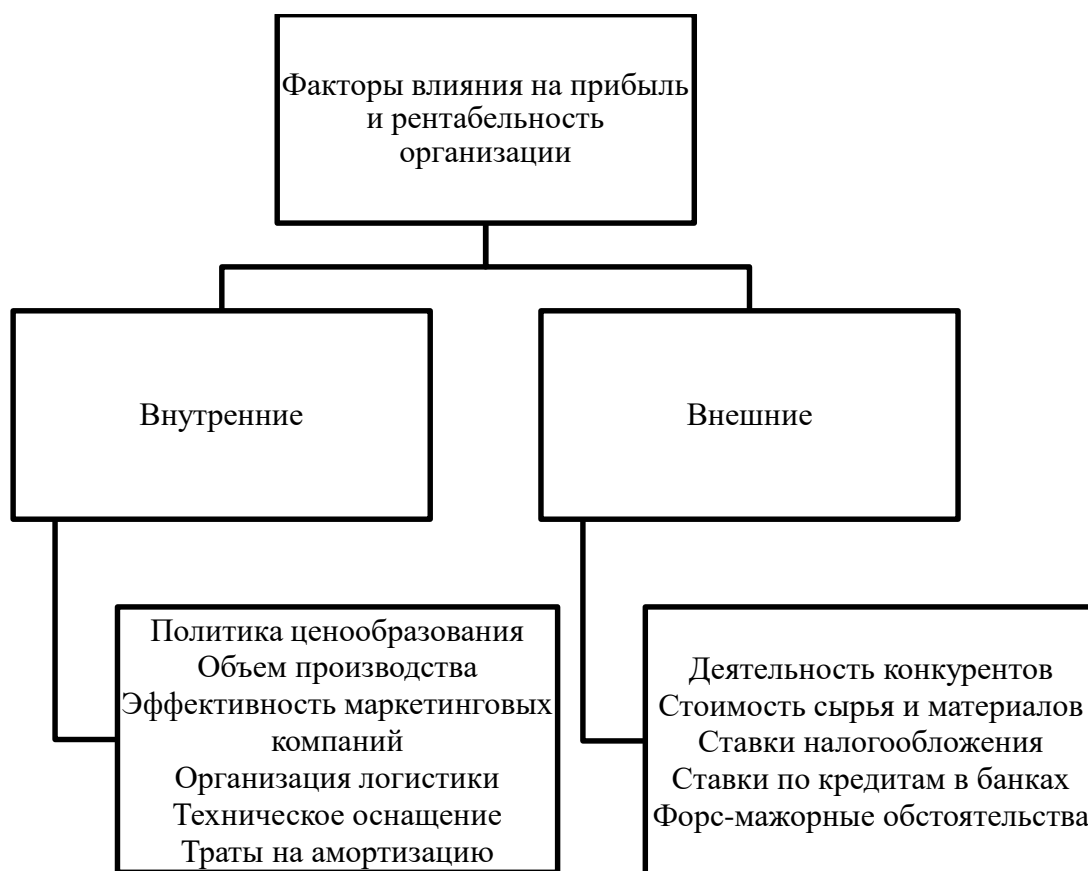 Факторы влияния на прибыль
и рентабельность
организации
Внутренние
Внешние
Политика ценообразования
Объем производства
Эффективность маркетинговых
компаний
Организация логистики
Техническое оснащение
Траты на амортизацию
Деятельность конкурентов
Стоимость сырья и материалов
Ставки налогообложения
Ставки по кредитам в банках
Форс-мажорные обстоятельства